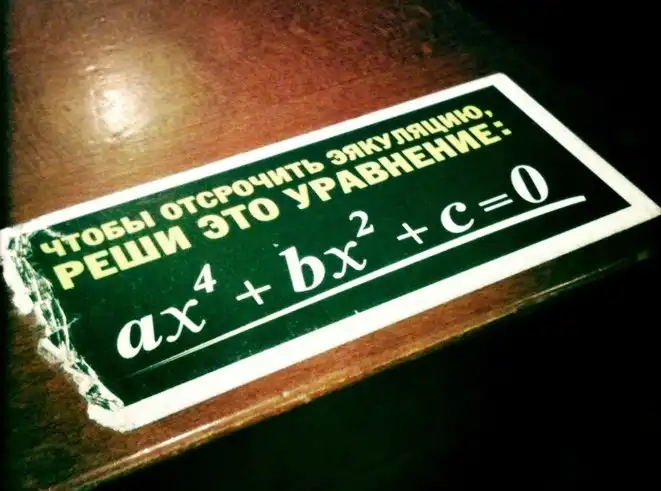 ЧТОБЫ ОТСРОЧИТЬ ЭЯКУЛЯЦИЮ,
РЕШИ ЭТО УРАВНЕНИЕ:
ax⁴ + bx² + c = 0